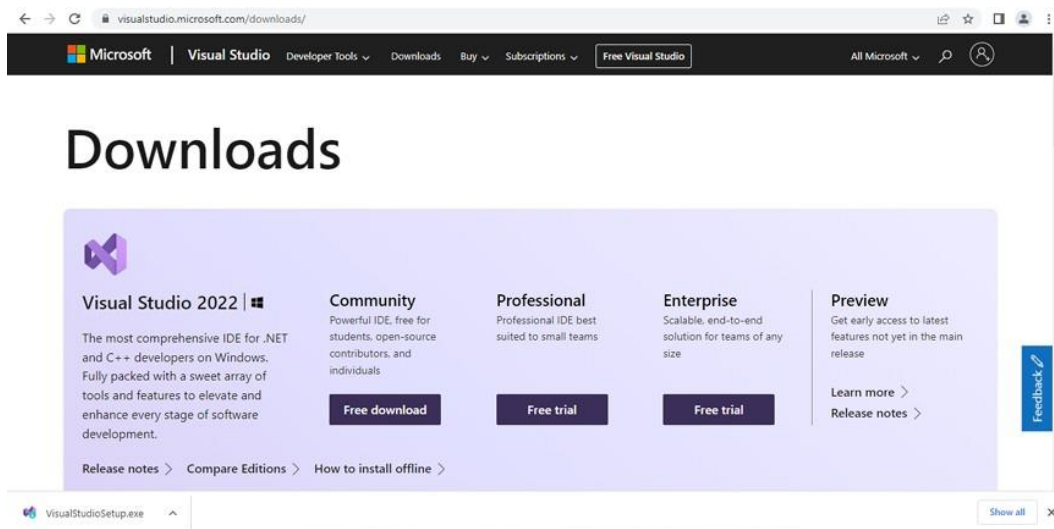 visualstudio.microsoft.com/downloads/
Microsoft | Visual Studio Developer Tools Downloads Buy Subscriptions Free Visual Studio All Microsoft
Downloads
Visual Studio 2022
The most comprehensive IDE for .NET
and C++ developers on Windows.
Fully packed with a sweet array of
tools and features to elevate and
enhance every stage of software
development.
Community
Powerful IDE, free for
students, open-source
contributors, and
individuals
Free download
Professional
Professional IDE best
suited to small teams
Free trial
Enterprise
Scalable, end-to-end
solution for teams of any
size
Free trial
Preview
Get early access to latest
features not yet in the main
release
Learn more
Release notes
Release notes Compare Editions How to install offline
Feedback
VisualStudioSetup.exe Show all